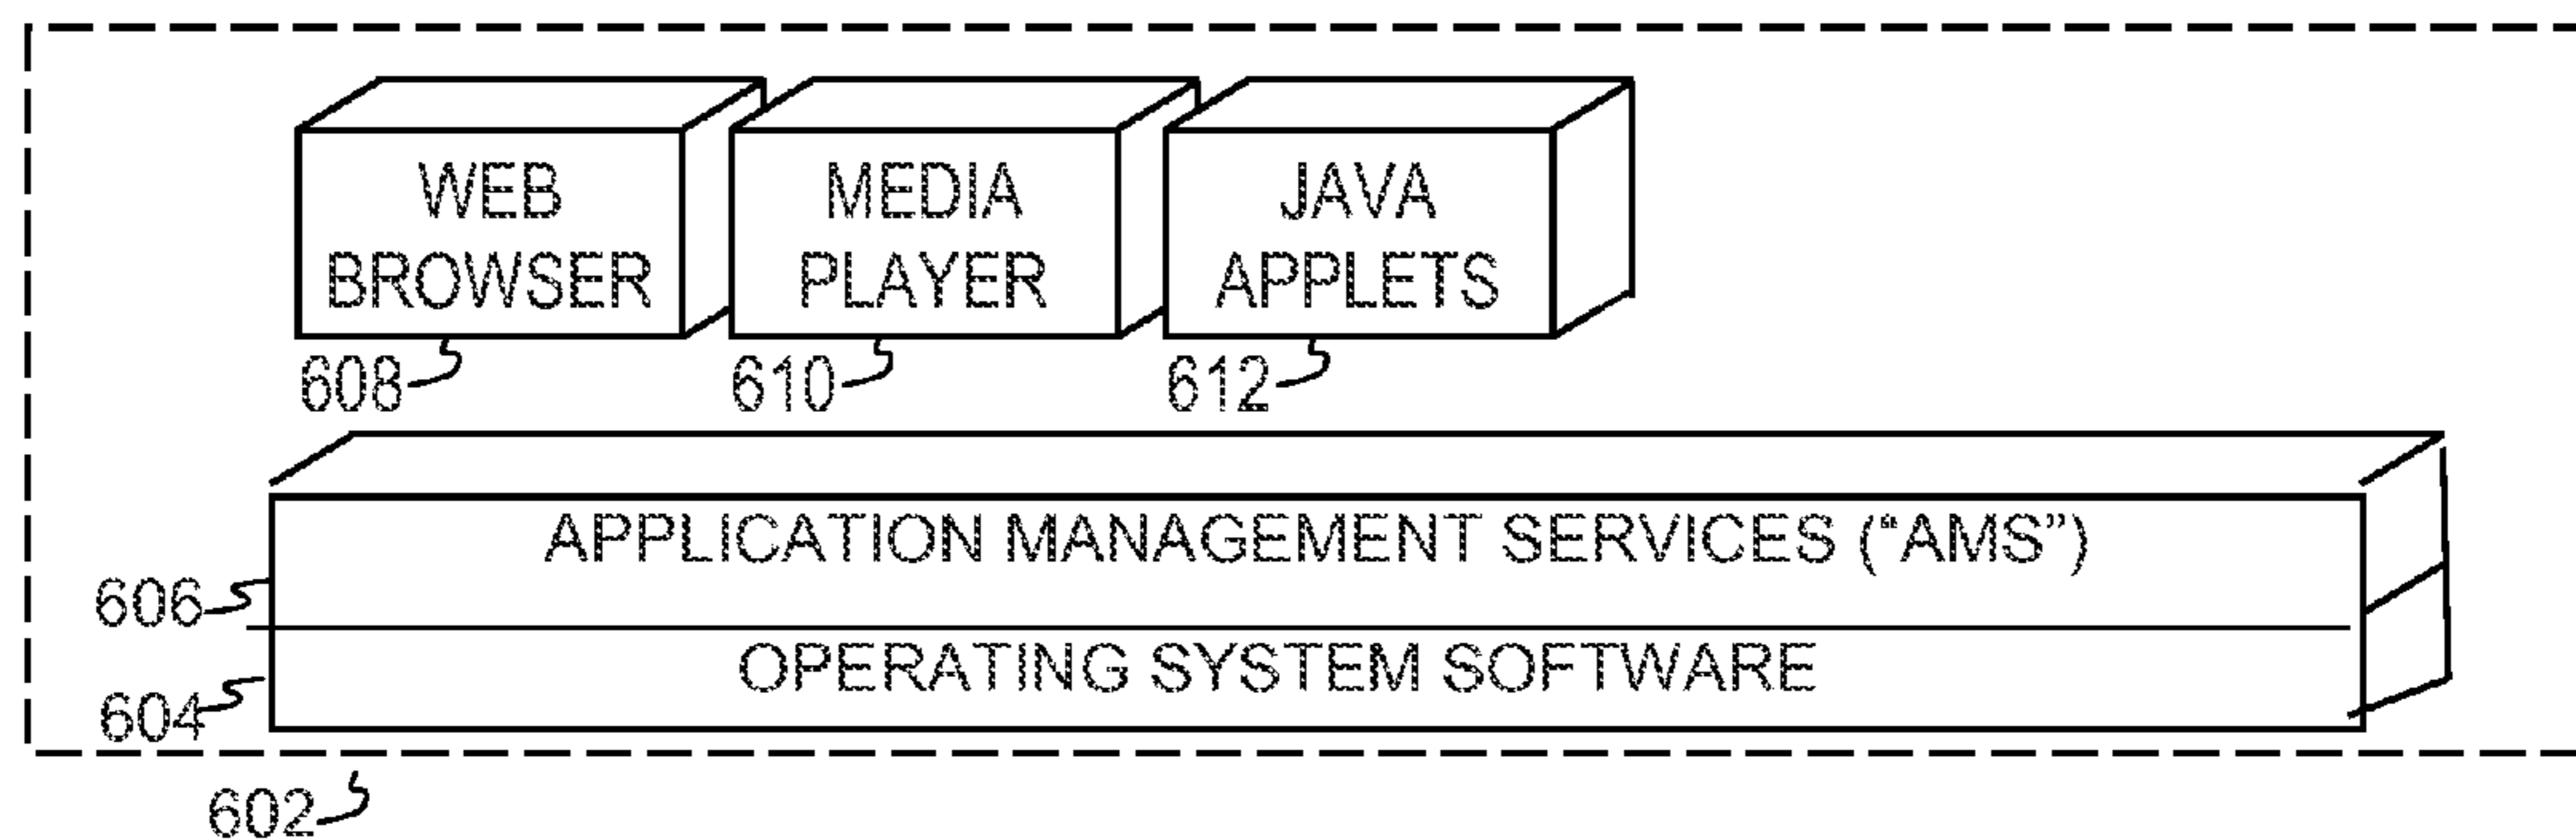 WEB
BROWSER
MEDIA
PLAYER
JAVA
APPLETS
608
610
612
APPLICATION MANAGEMENT SERVICES (“AMS”)
606
OPERATING SYSTEM SOFTWARE
604
602